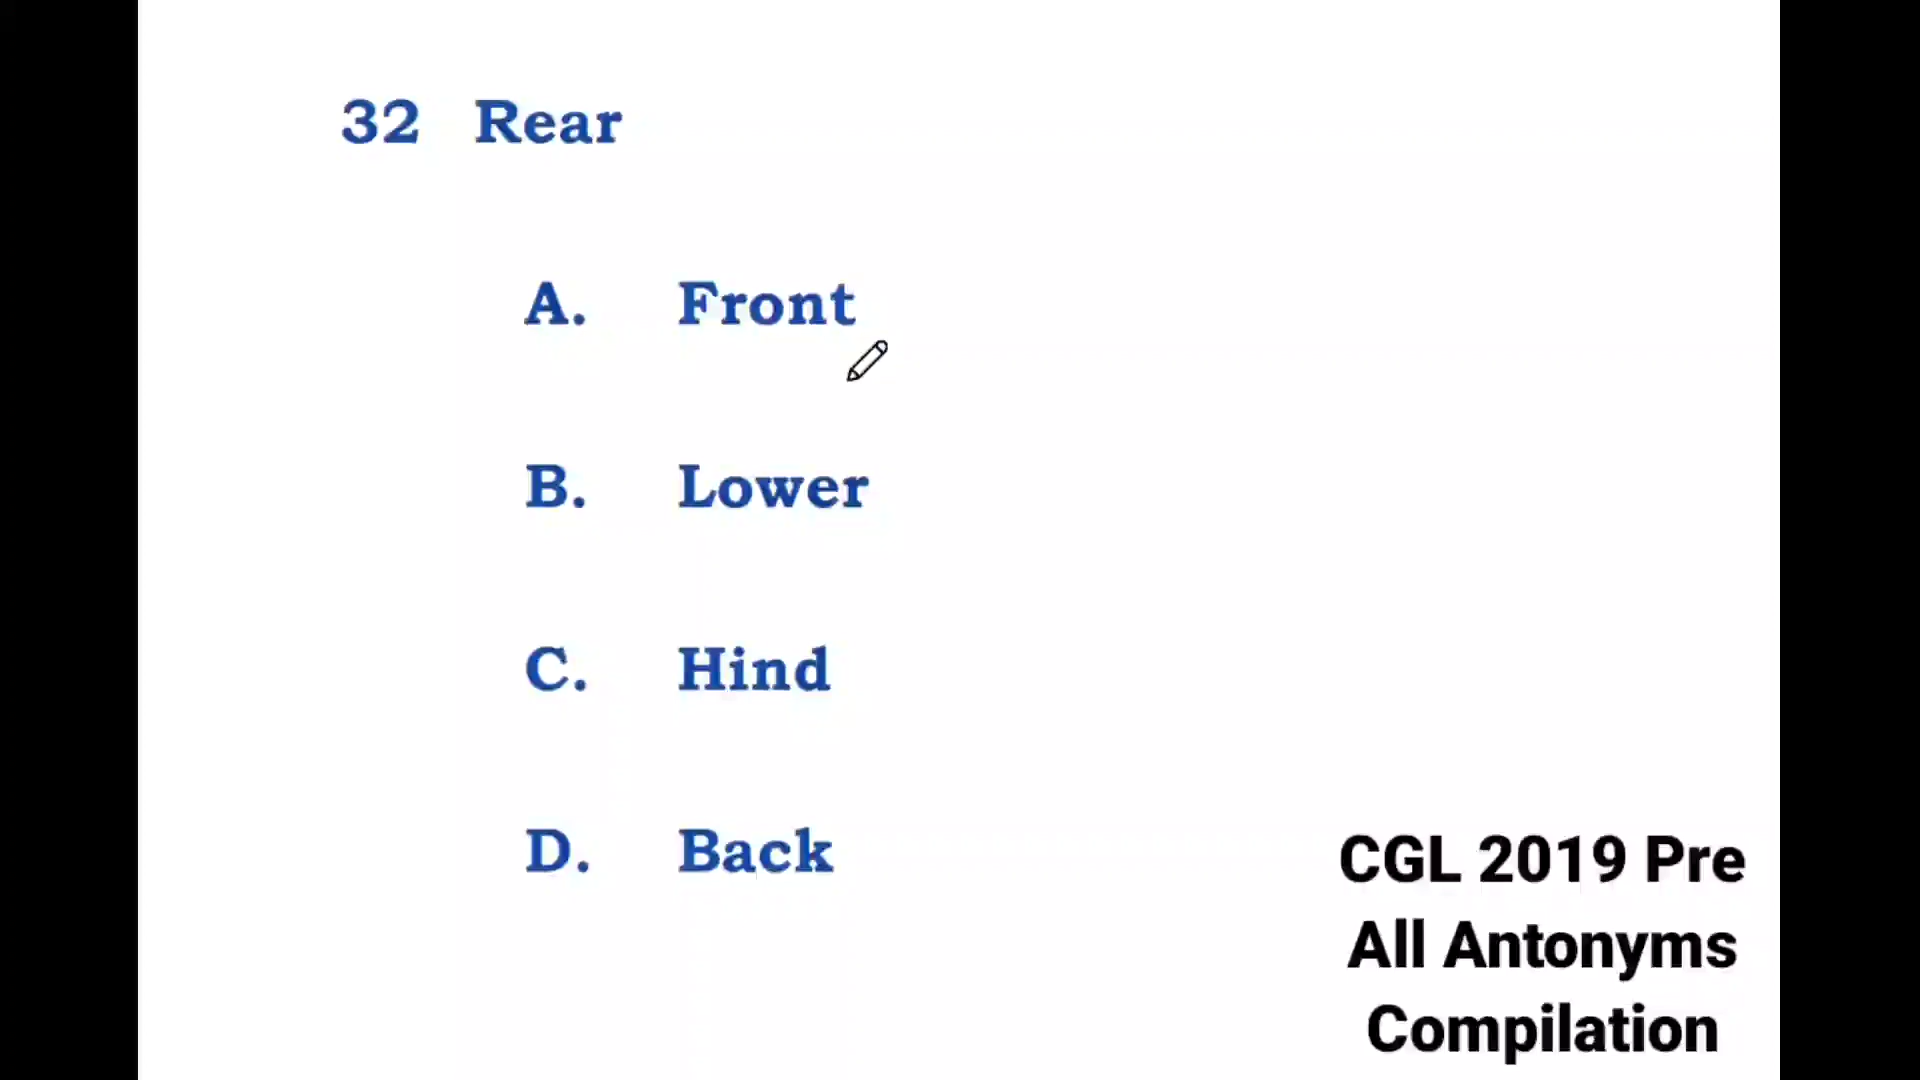 32 Rear
A. Front
B. Lower
C. Hind
D. Back
CGL 2019 Pre
All Antonyms
Compilation